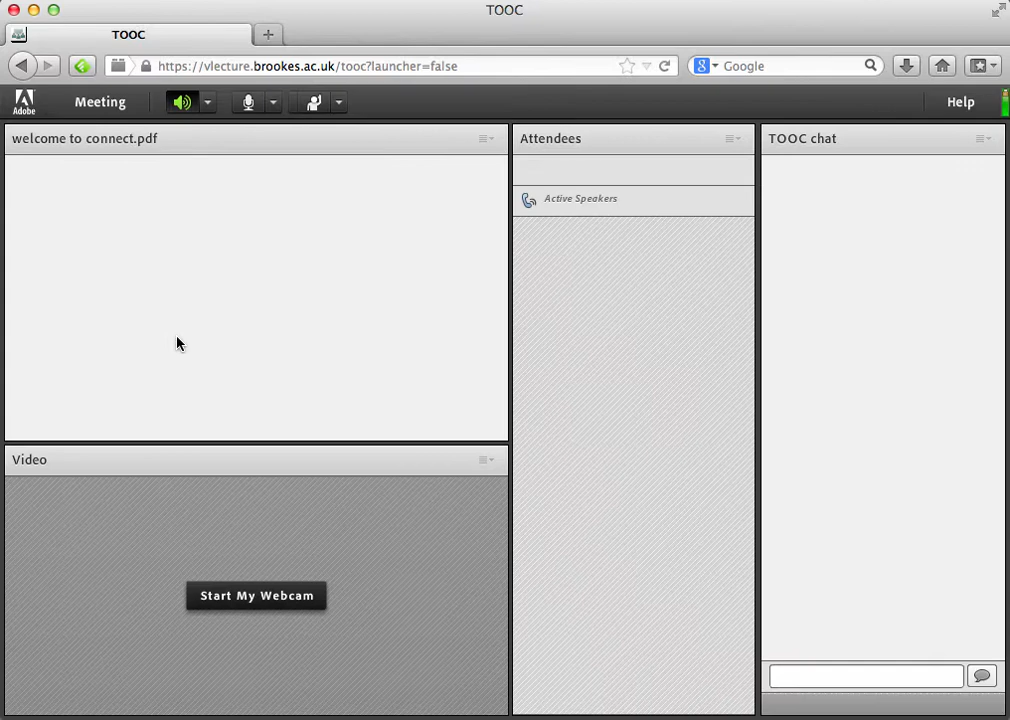 TOOC
TOOC
https://vlecture.brookes.ac.uk/tooc?launcher=false
Google
Adobe
Meeting
Help
welcome to connect.pdf
Attendees
TOOC chat
Active Speakers
Video
Start My Webcam